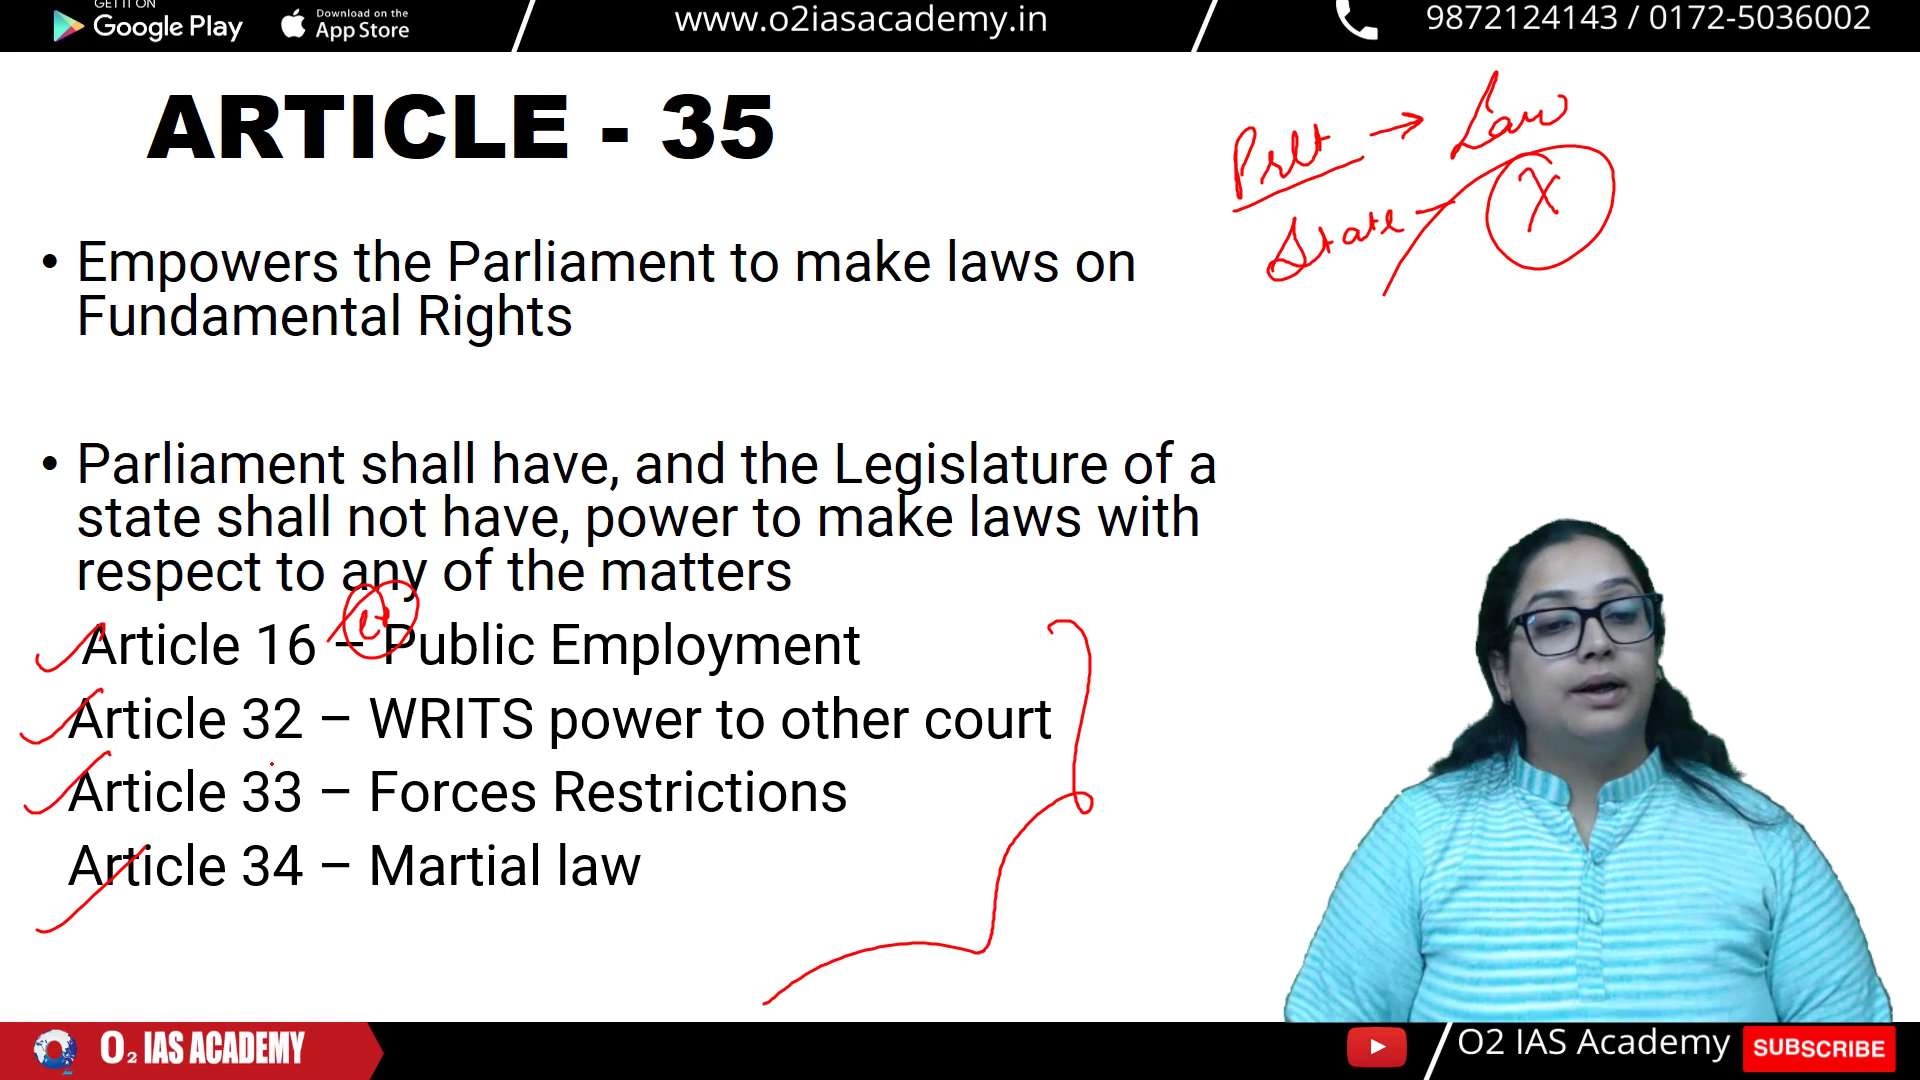 GET IT ON
Google Play
Download on the
App Store
www.o2iasacademy.in
9872124143 / 0172-5036002
ARTICLE - 35
Prlt → Law
State - X
• Empowers the Parliament to make laws on
Fundamental Rights
• Parliament shall have, and the Legislature of a
state shall not have, power to make laws with
respect to any of the matters
Article 16 – Public Employment
Article 32 – WRITS power to other court
Article 33 – Forces Restrictions
Article 34 – Martial law
O2 IAS ACADEMY
O2 IAS Academy
SUBSCRIBE